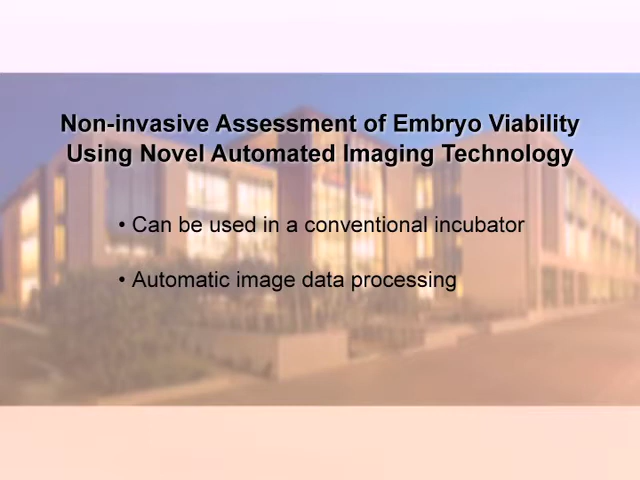 Non-invasive Assessment of Embryo Viability
Using Novel Automated Imaging Technology
• Can be used in a conventional incubator
• Automatic image data processing